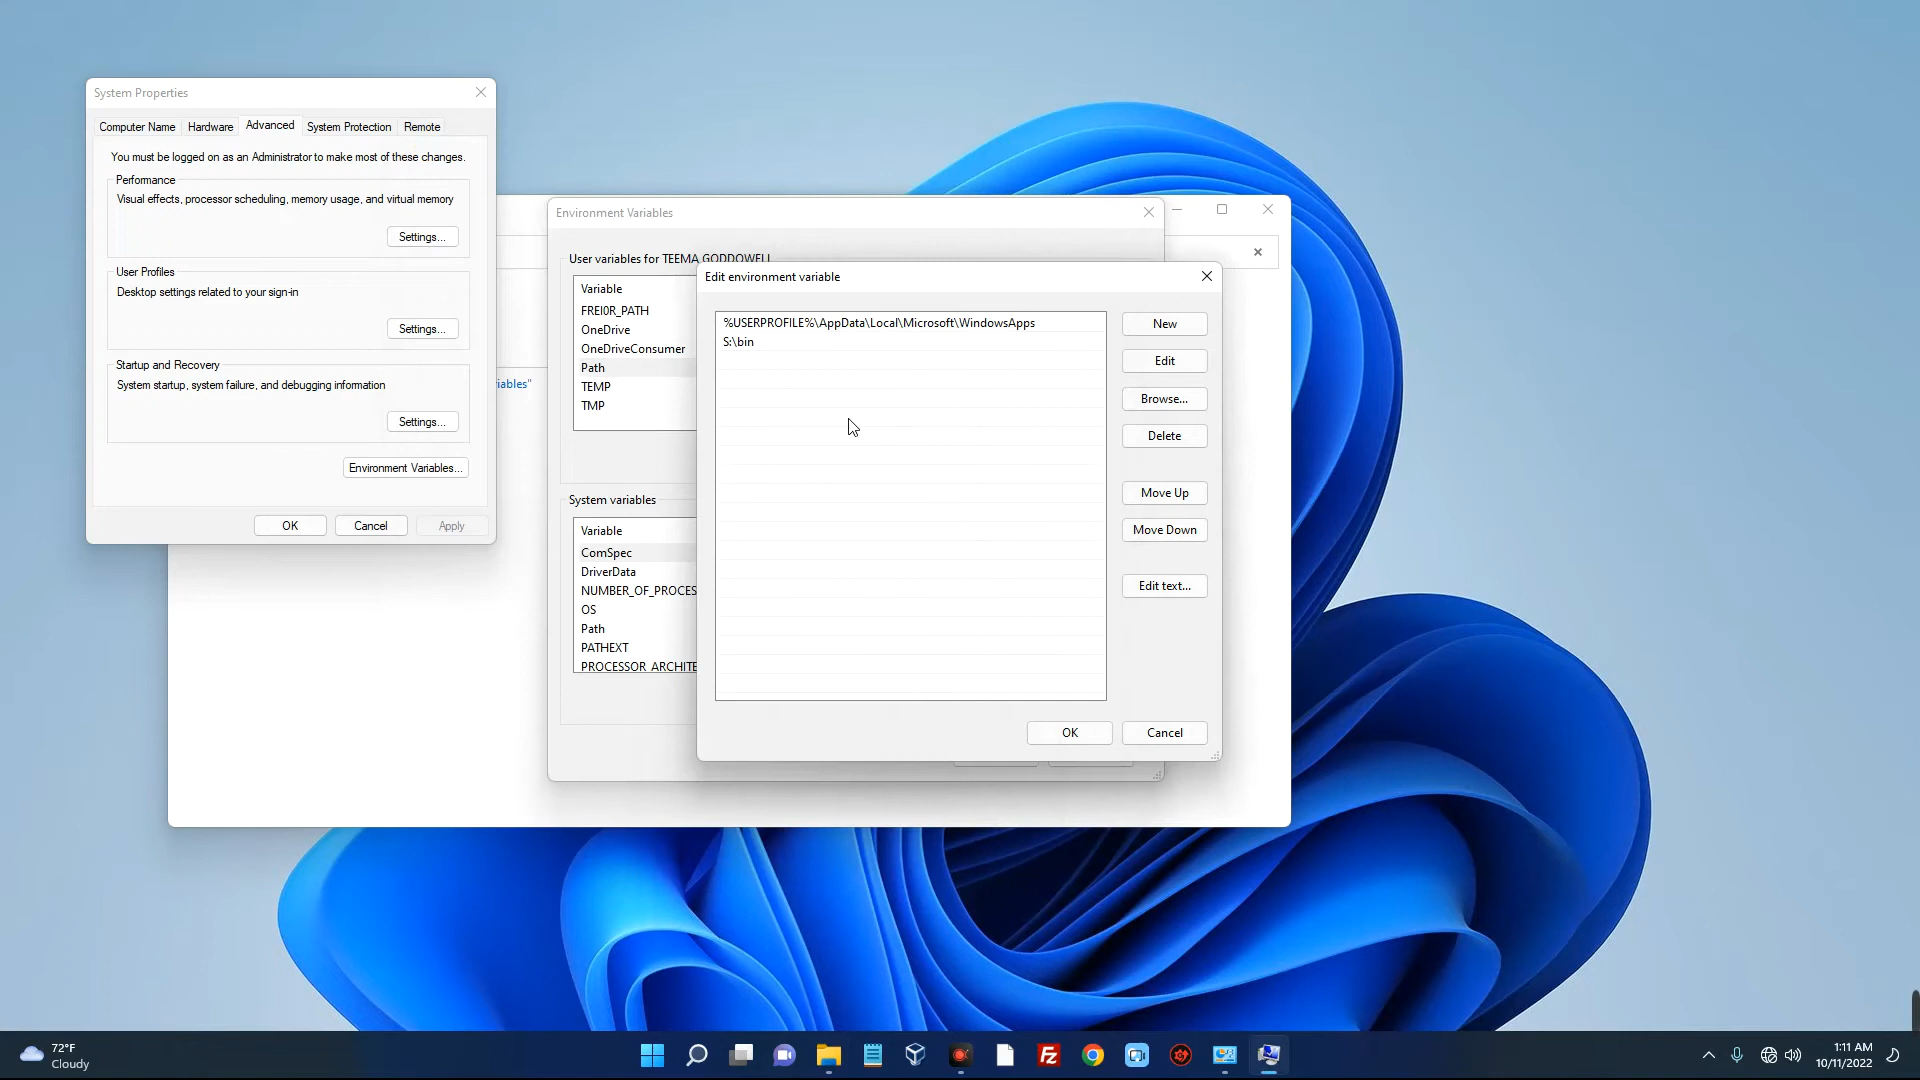 System Properties
Computer Name Hardware Advanced System Protection Remote
You must be logged on as an Administrator to make most of these changes.
Performance
Visual effects, processor scheduling, memory usage, and virtual memory
Settings...
User Profiles
Desktop settings related to your sign-in
Settings...
Startup and Recovery
System startup, system failure, and debugging information
Settings...
Environment Variables...
OK Cancel Apply
iables"
Environment Variables
User variables for TEEMA GODDOWELL
Variable
FREI0R_PATH
OneDrive
OneDriveConsumer
Path
TEMP
TMP
System variables
Variable
ComSpec
DriverData
NUMBER_OF_PROCES
OS
Path
PATHEXT
PROCESSOR_ARCHITE
Edit environment variable
%USERPROFILE%\AppData\Local\Microsoft\WindowsApps
S:\bin
New
Edit
Browse...
Delete
Move Up
Move Down
Edit text...
OK Cancel
72°F
Cloudy
Fz
1:11 AM
10/11/2022